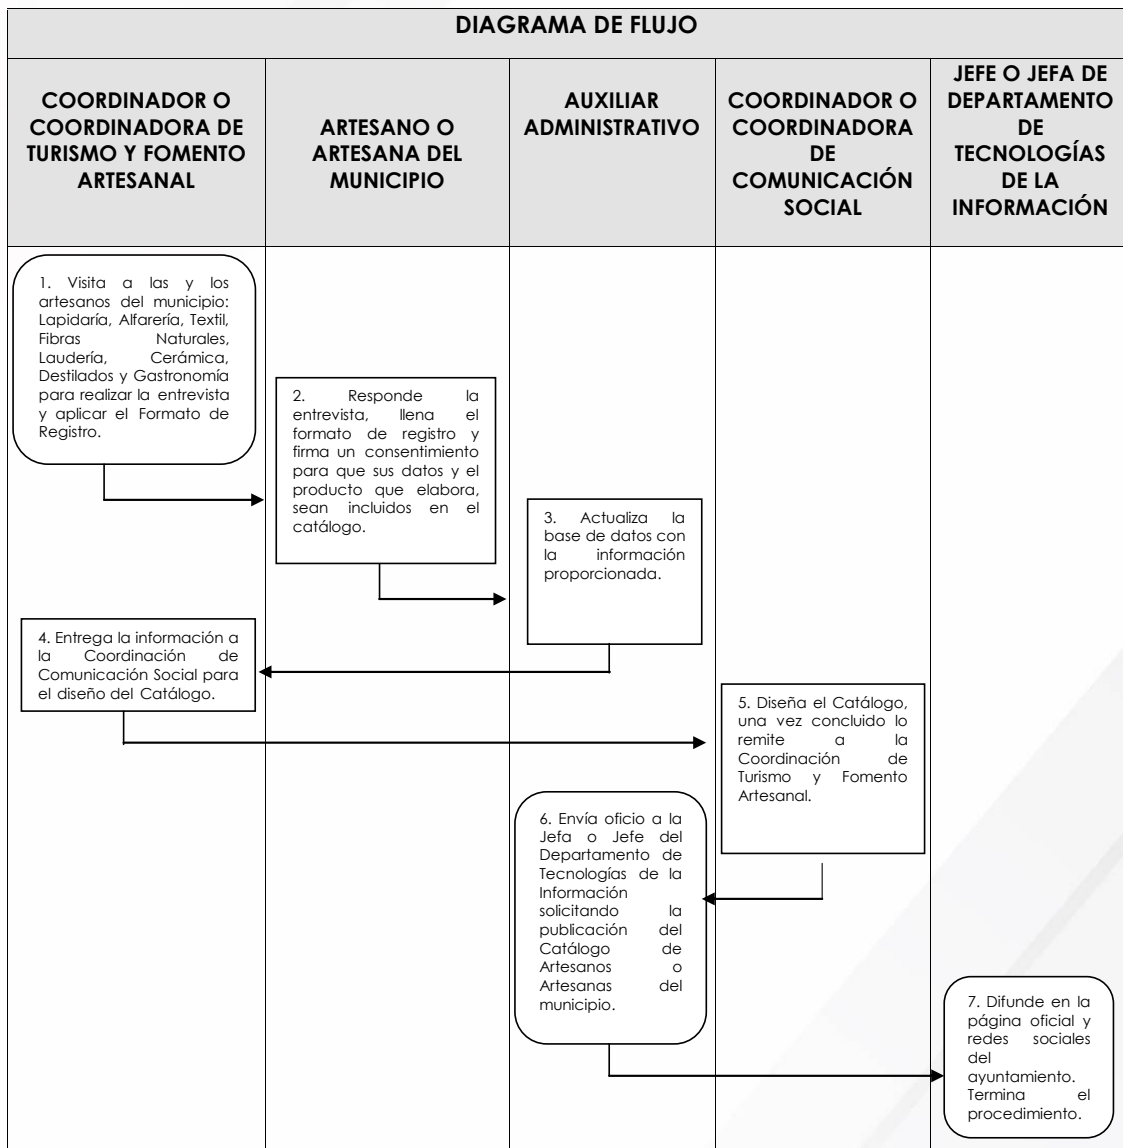 DIAGRAMA DE FLUJO
COORDINADOR O
COORDINADORA DE
TURISMO Y FOMENTO
ARTESANAL
ARTESANO O
ARTESANA DEL
MUNICIPIO
AUXILIAR
ADMINISTRATIVO
COORDINADOR O
COORDINADORA
DE
COMUNICACIÓN
SOCIAL
JEFE O JEFA DE
DEPARTAMENTO
DE
TECNOLOGÍAS
DE LA
INFORMACIÓN
1. Visita a las y los
artesanos del municipio:
Lapidaría, Alfarería, Textil,
Fibras Naturales,
Laudería, Cerámica,
Destilados y Gastronomía
para realizar la entrevista
y aplicar el Formato de
Registro.
2. Responde la
entrevista, llena el
formato de registro y
firma un consentimiento
para que sus datos y el
producto que elabora,
sean incluidos en el
catálogo.
3. Actualiza la
base de datos con
la información
proporcionada.
4. Entrega la información a
la Coordinación de
Comunicación Social para
el diseño del Catálogo.
5. Diseña el Catálogo,
una vez concluido lo
remite a la
Coordinación de
Turismo y Fomento
Artesanal.
6. Envía oficio a la
Jefa o Jefe del
Departamento de
Tecnologías de la
Información
solicitando la
publicación del
Catálogo de
Artesanos o
Artesanas del
municipio.
7. Difunde en la
página oficial y
redes sociales
del
ayuntamiento.
Termina el
procedimiento.